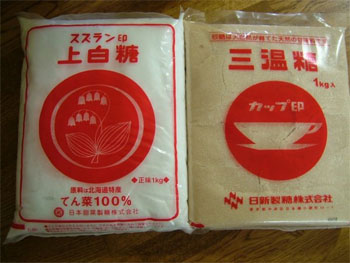 スズラン印
上白糖
◆正味1kg◆
原料は北海道特産
てん菜100%
日本甜菜製糖株式会社
三温糖
1kg入
カップ印
日新製糖株式会社